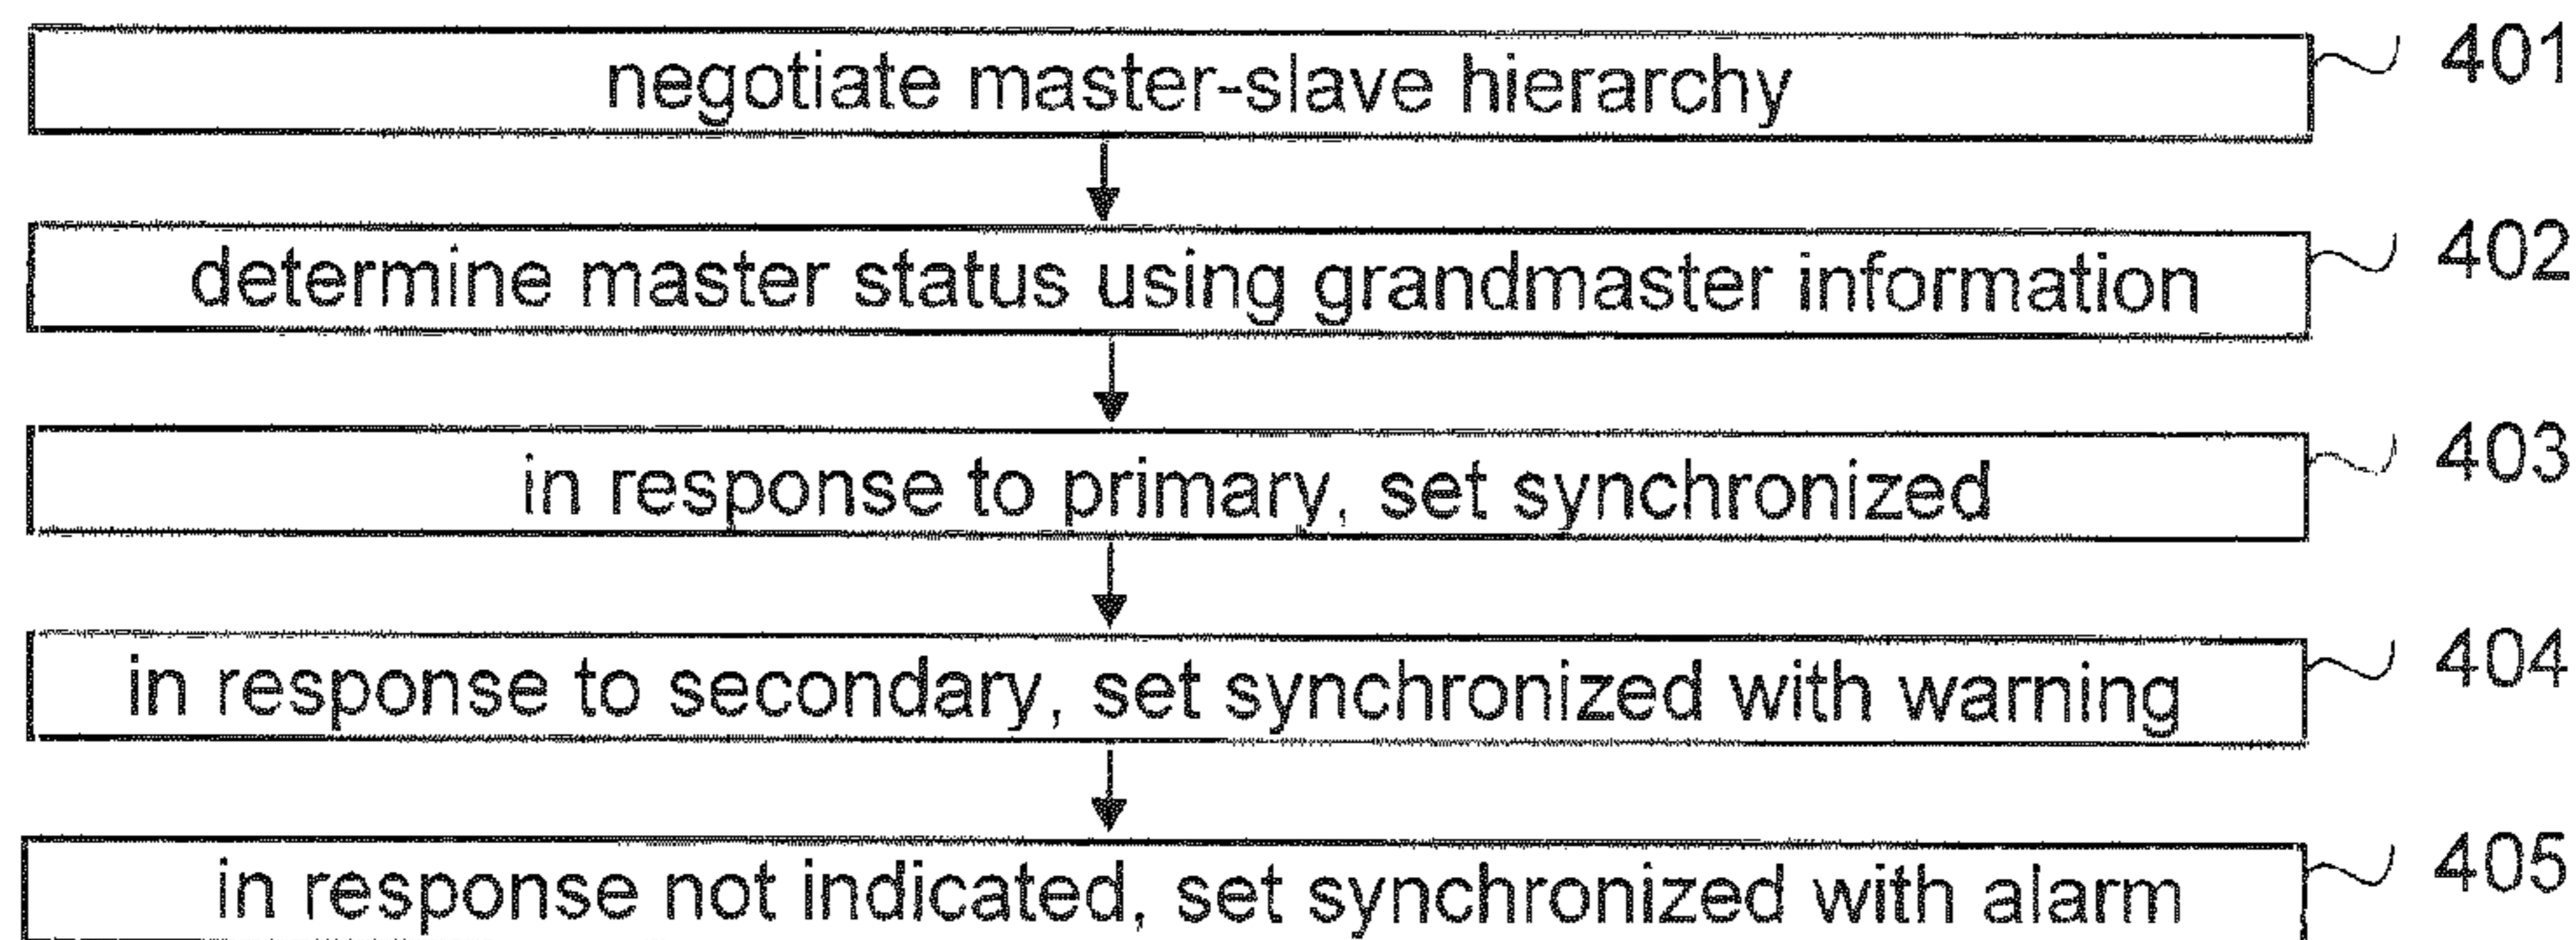 negotiate master-slave hierarchy 401
determine master status using grandmaster information 402
in response to primary, set synchronized 403
in response to secondary, set synchronized with warning 404
in response not indicated, set synchronized with alarm 405